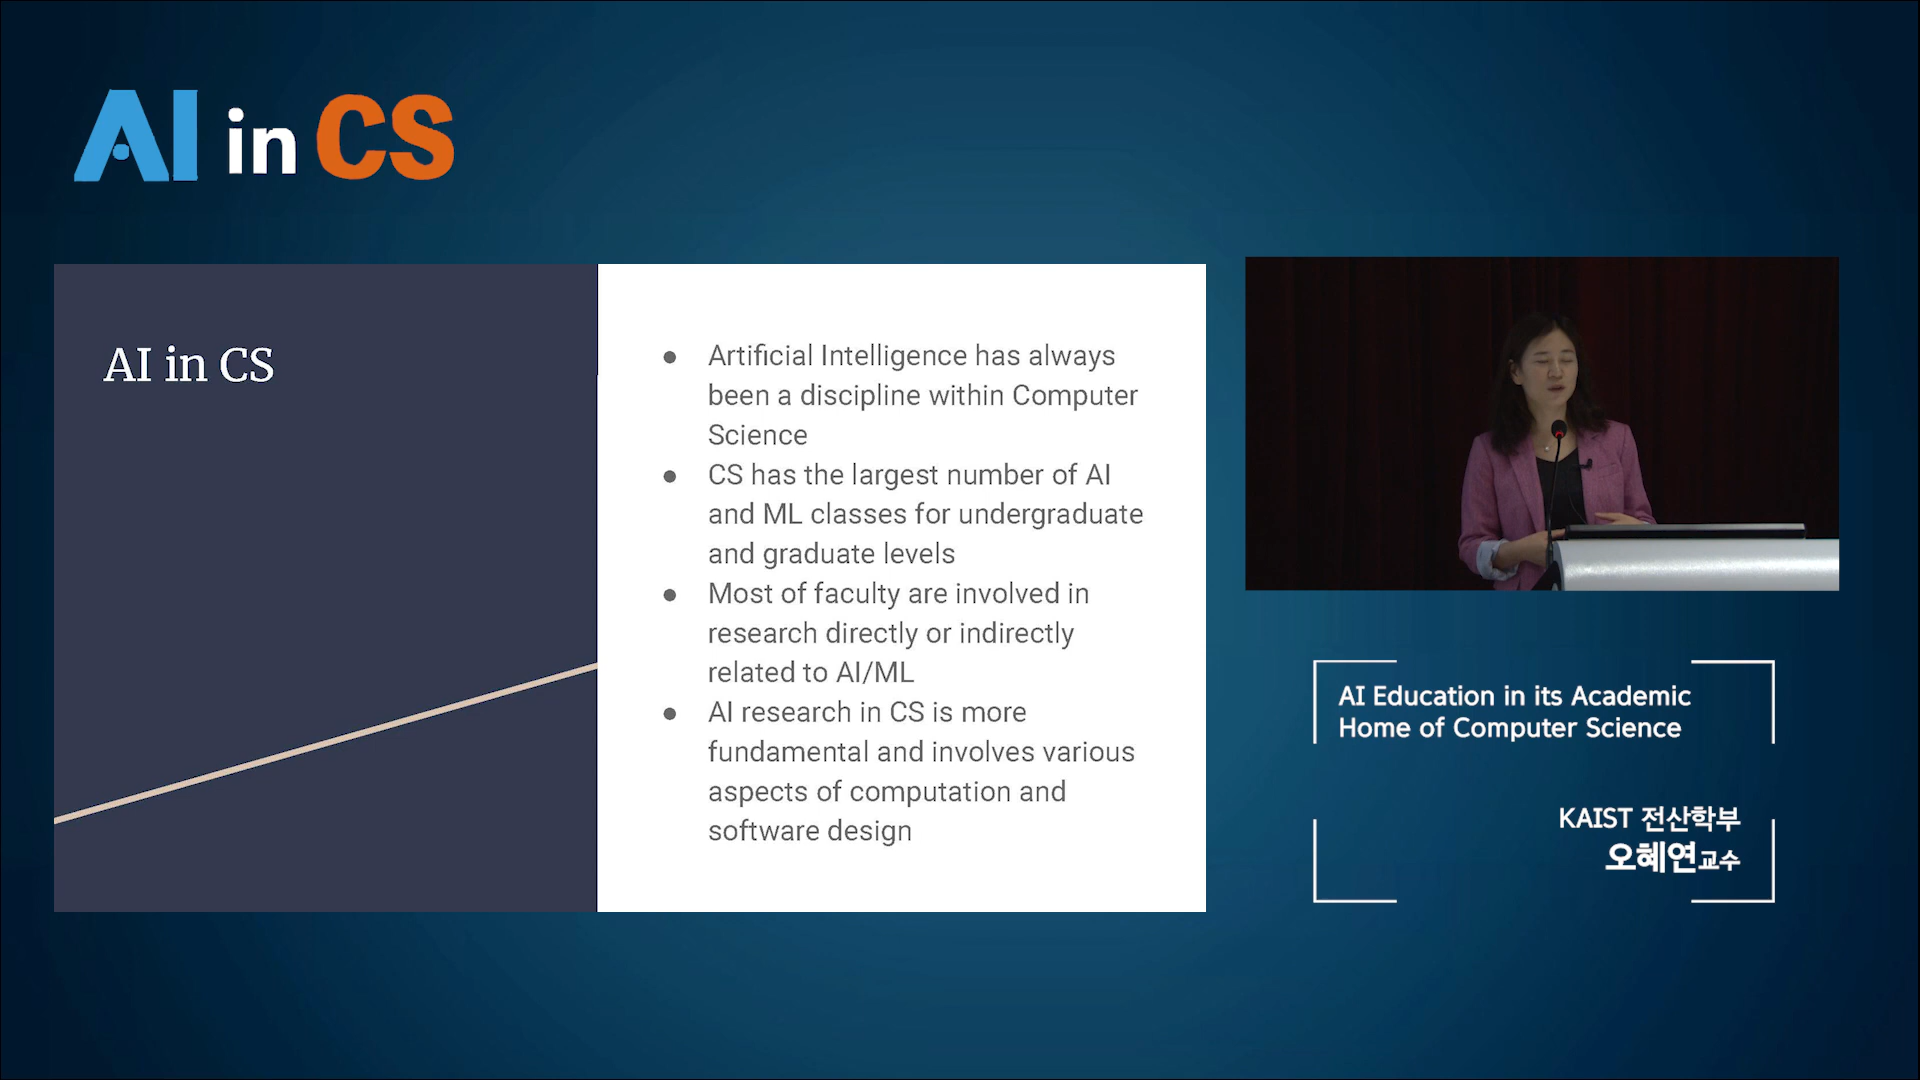 AI in CS
AI in CS
● Artificial Intelligence has always
been a discipline within Computer
Science
● CS has the largest number of AI
and ML classes for undergraduate
and graduate levels
● Most of faculty are involved in
research directly or indirectly
related to AI/ML
● AI research in CS is more
fundamental and involves various
aspects of computation and
software design
AI Education in its Academic
Home of Computer Science
KAIST 전산학부
오혜연교수